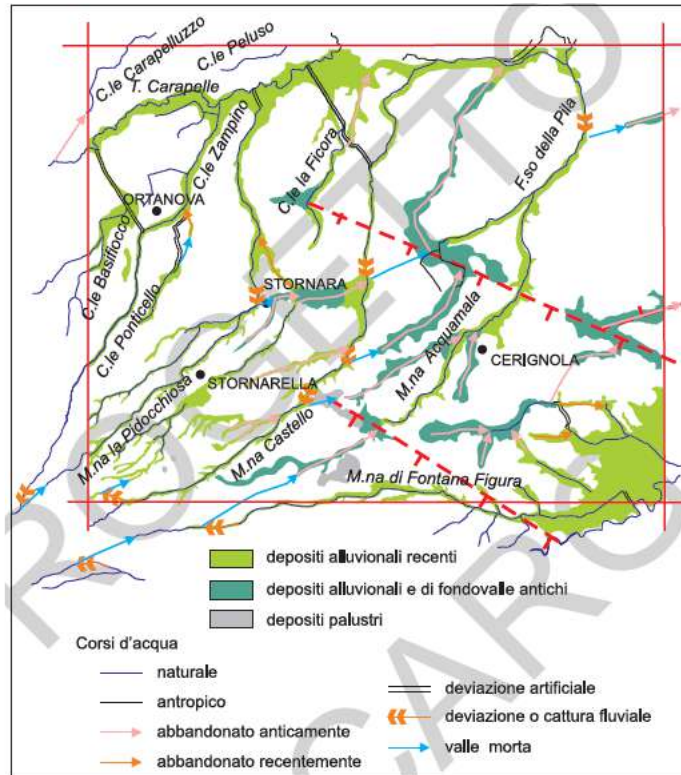 C.le Carapelluzzo
C.le Peluso
T. Carapelle
C.le Zampino
C.le la Ficora
F.so della Pila
ORTANOVA
C.le Basifiocco
C.le Ponticello
STORNARA
M.na Acquamala
CERIGNOLA
STORNARELLA
M.na la Pidocchiosa
M.na Castello
M.na di Fontana Figura
depositi alluvionali recenti
depositi alluvionali e di fondovalle antichi
depositi palustri
Corsi d'acqua
naturale
antropico
abbandonato anticamente
abbandonato recentemente
deviazione artificiale
deviazione o cattura fluviale
valle morta